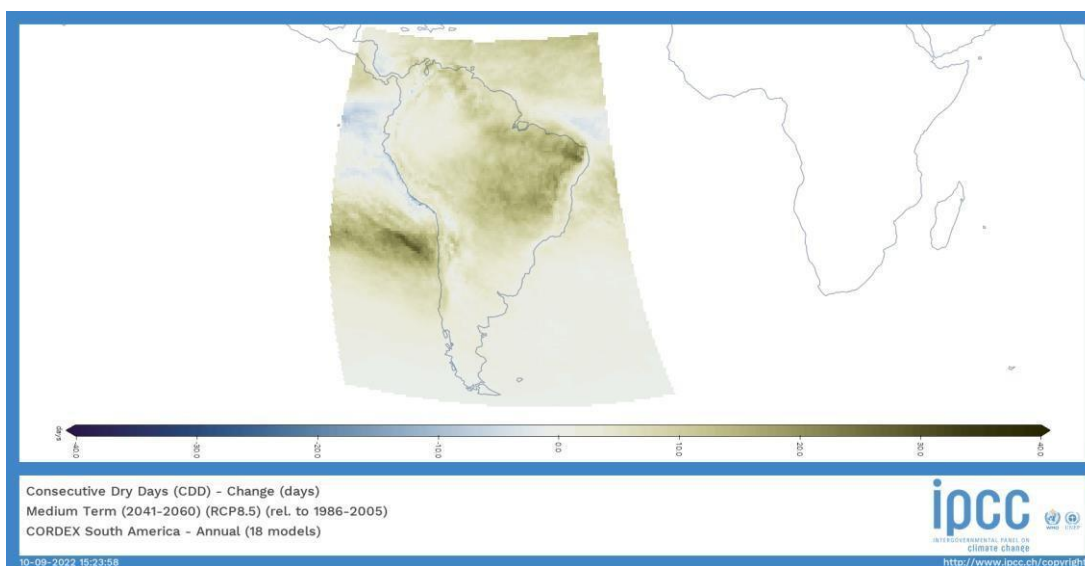 days
-40.0
-30.0
-20.0
-10.0
0.0
10.0
20.0
30.0
40.0
Consecutive Dry Days (CDD) - Change (days)
Medium Term (2041-2060) (RCP8.5) (rel. to 1986-2005)
CORDEX South America - Annual (18 models)
ipcc
INTERGOVERNMENTAL PANEL ON
climate change
WMO
UNEP
10-09-2022 15:23:58
http://www.ipcc.ch/copyright